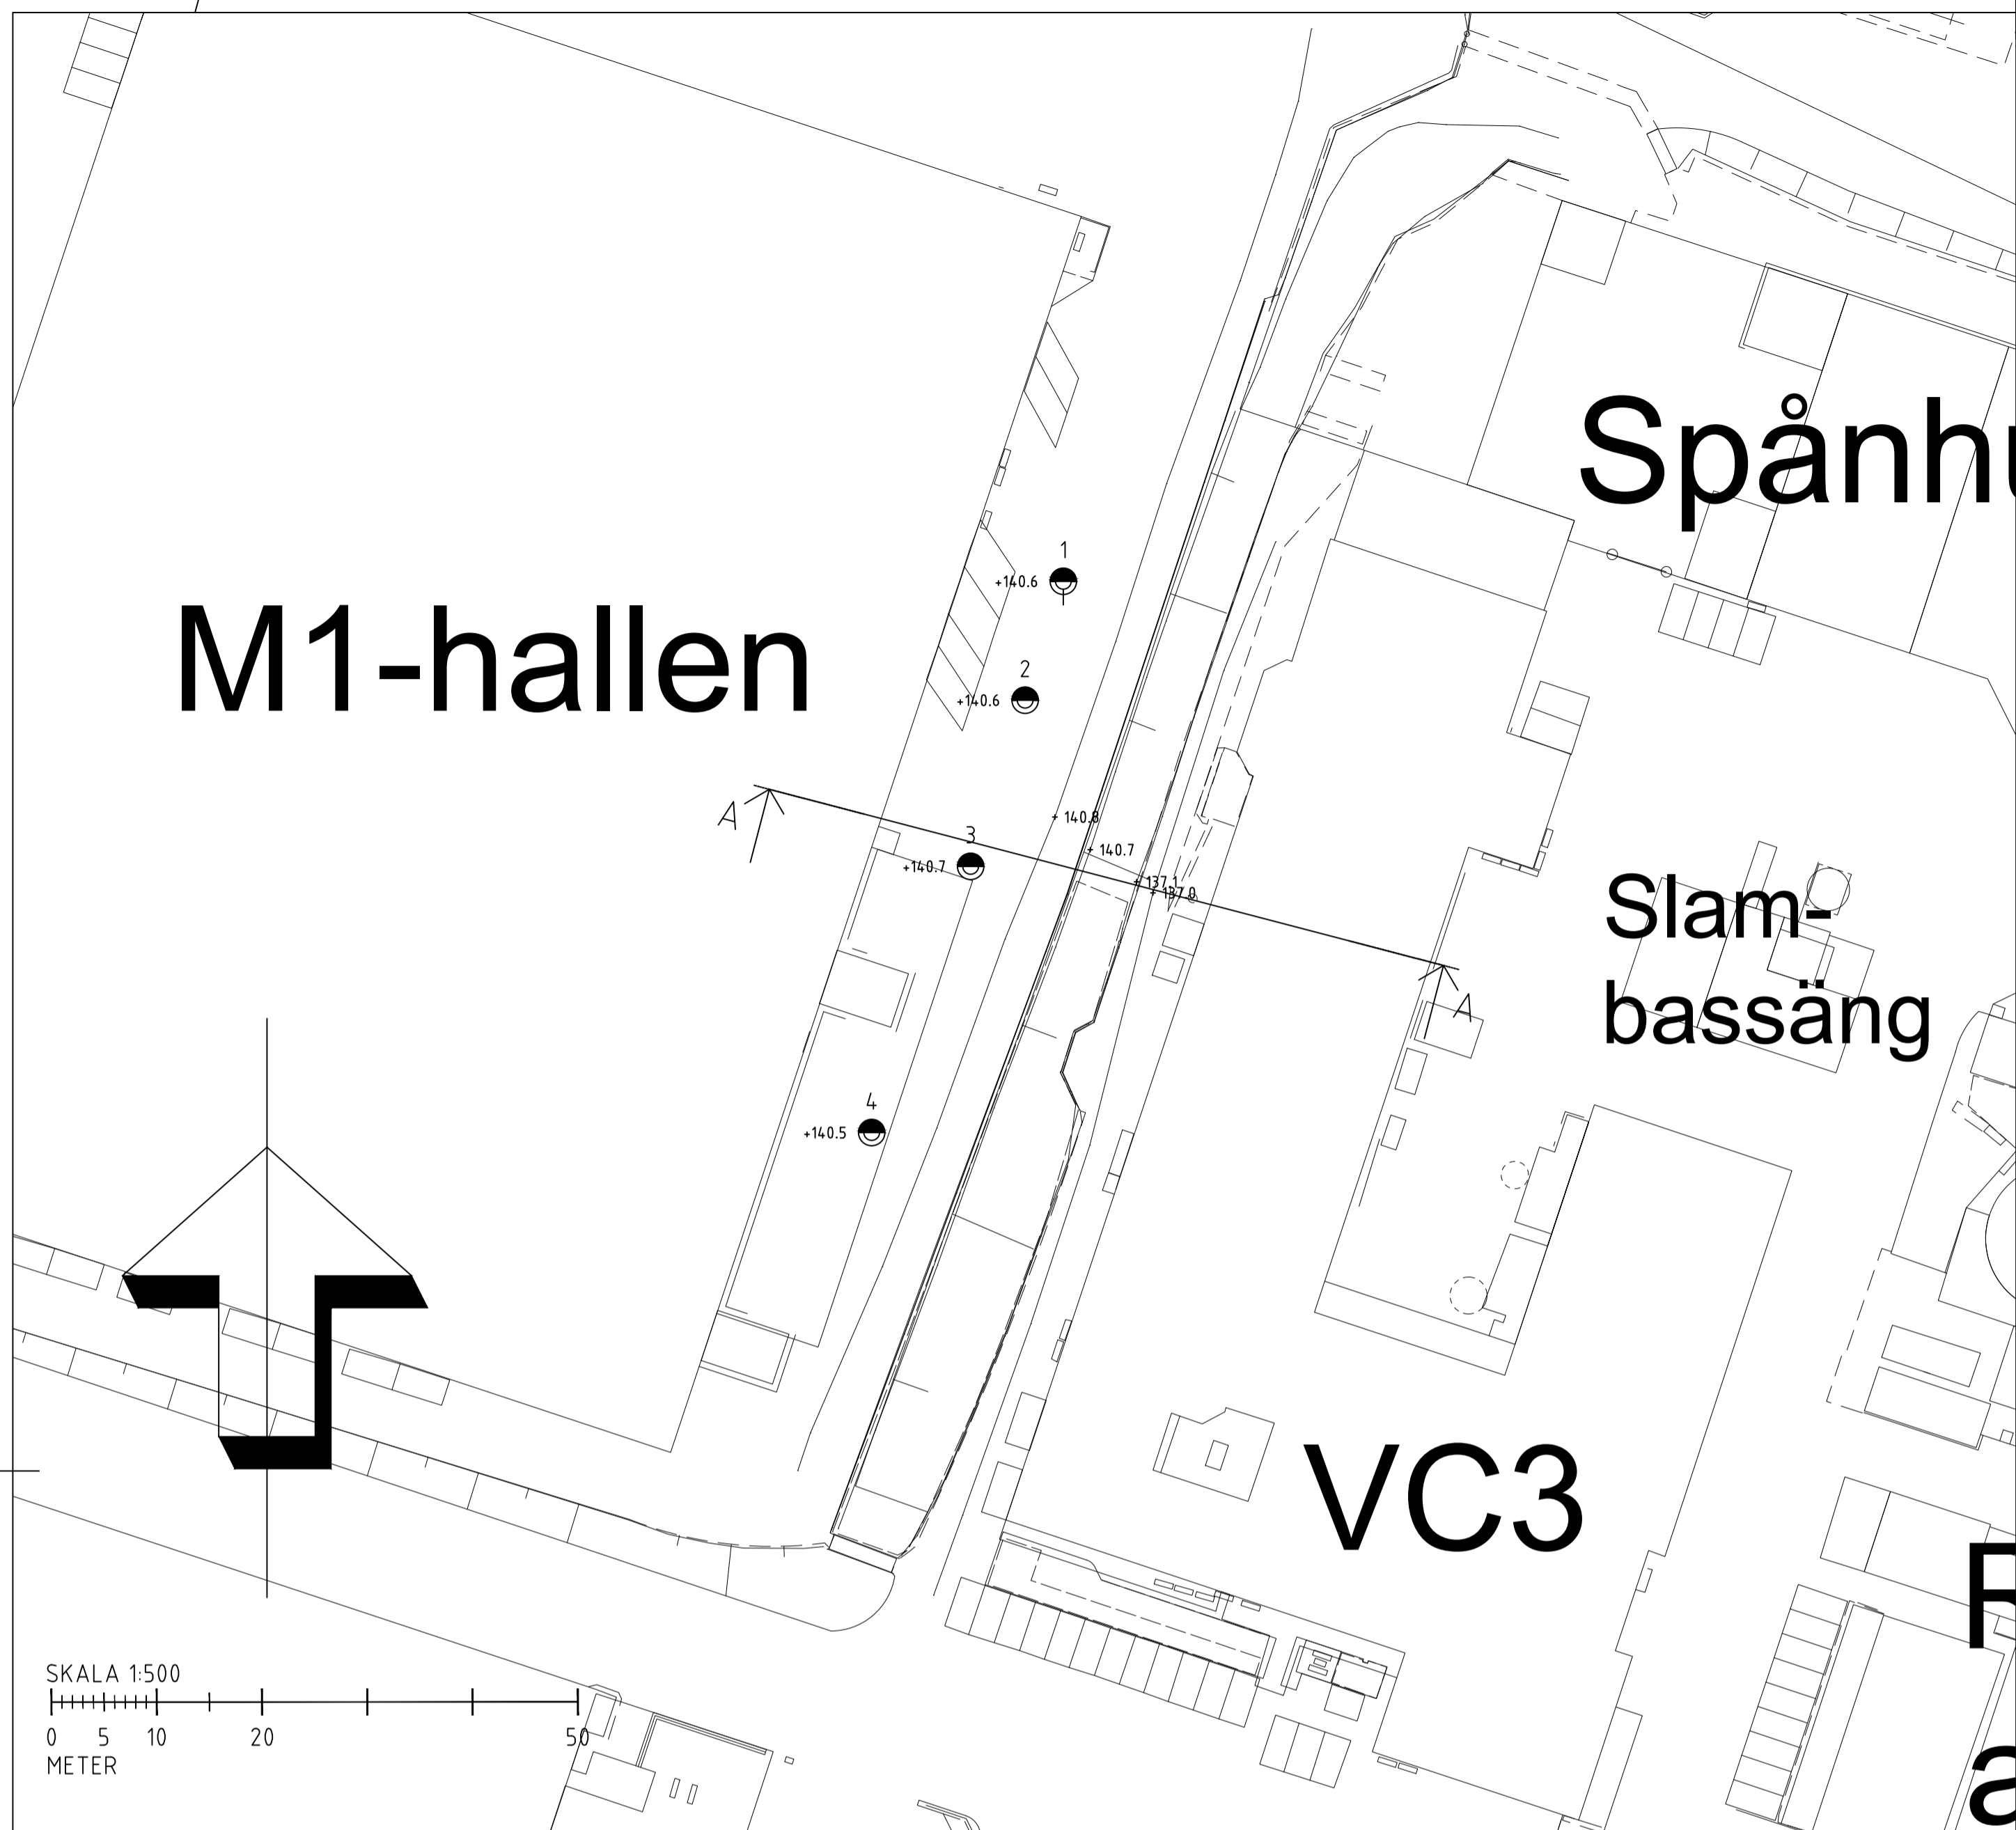 Spånhu
1
+140.6
M1-hallen
2
+140.6
A
3
+140.7
+ 140.8
+ 140.7
+ 137.1
+ 137.0
Slam-
bassäng
A
4
+140.5
VC3
R
a
SKALA 1:500
0 5 10 20 50
METER